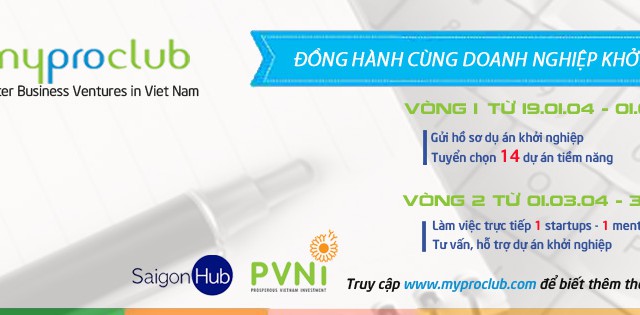 myproclub
ter Business Ventures in Viet Nam
ĐỒNG HÀNH CÙNG DOANH NGHIỆP KHỞ
VÒNG 1 TỪ 19.01.04 - 01.
Gửi hồ sơ dự án khởi nghiệp
Tuyển chọn 14 dự án tiềm năng
VÒNG 2 TỪ 01.03.04 - 3
Làm việc trực tiếp 1 startups - 1 ment
Tư vấn, hỗ trợ dự án khởi nghiệp
SaigonHub
PVNI
PROSPEROUS VIETNAM INVESTMENT
Truy cập www.myproclub.com để biết thêm th